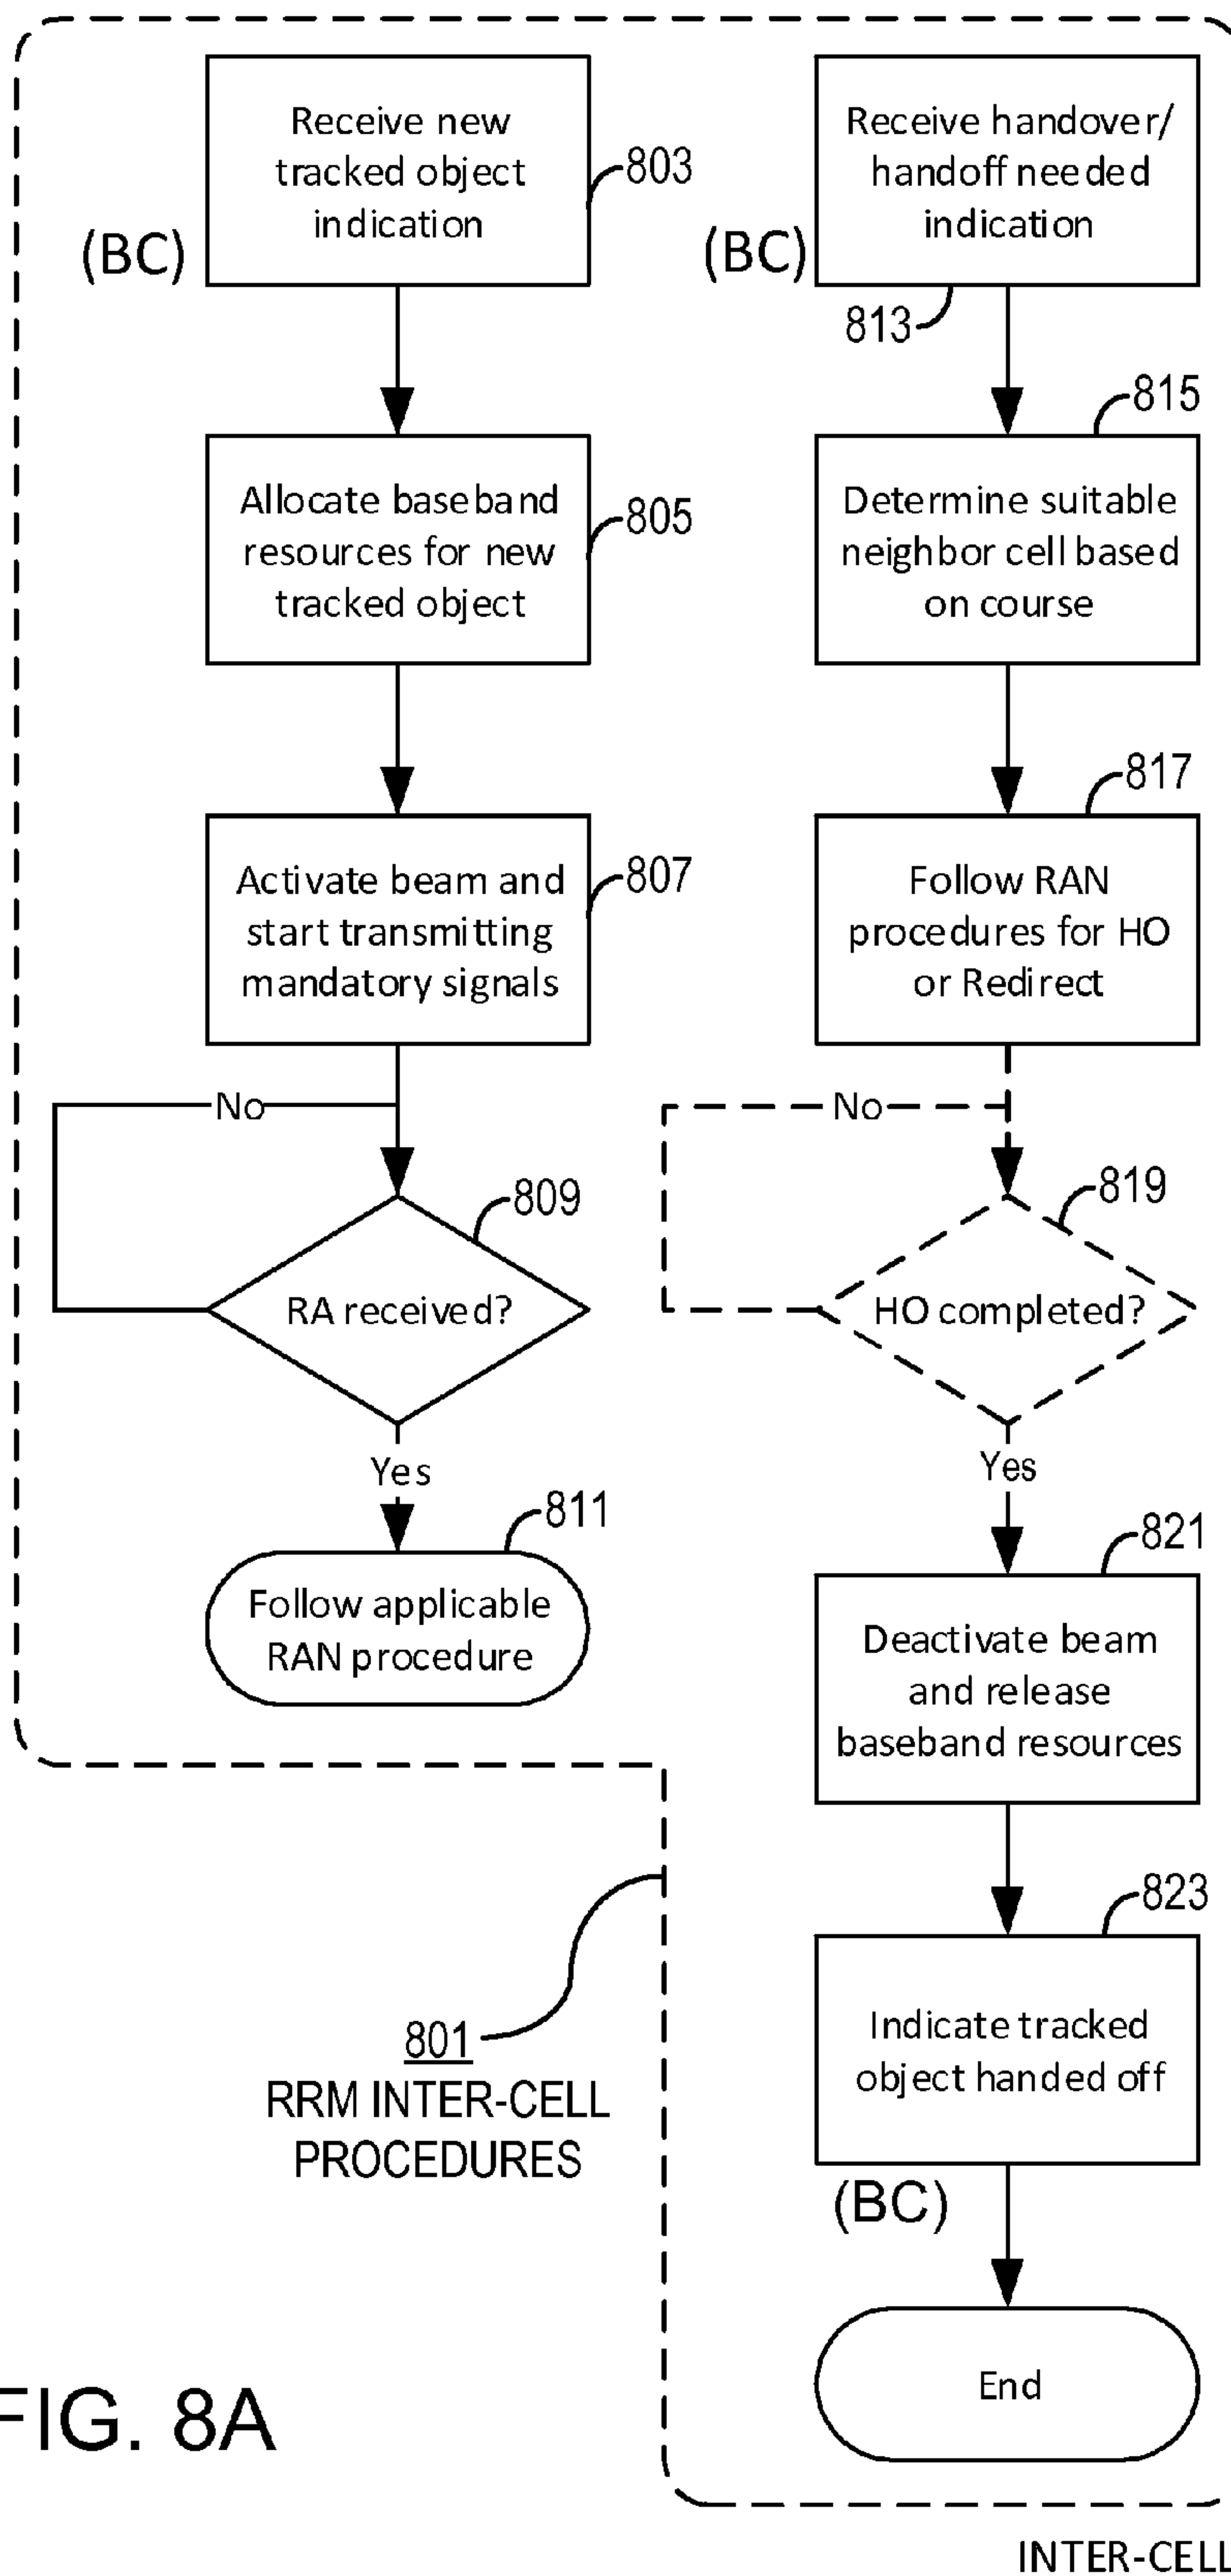 Receive new
tracked object
indication
803
(BC)
Allocate baseband
resources for new
tracked object
805
Activate beam and
start transmitting
mandatory signals
807
No
809
RA received?
Yes
811
Follow applicable
RAN procedure
Receive handover/
handoff needed
indication
(BC)
813
815
Determine suitable
neighbor cell based
on course
817
Follow RAN
procedures for HO
or Redirect
No
819
HO completed?
Yes
821
Deactivate beam
and release
baseband resources
823
Indicate tracked
object handed off
(BC)
End
801
RRM INTER-CELL
PROCEDURES
FIG. 8A
INTER-CELL